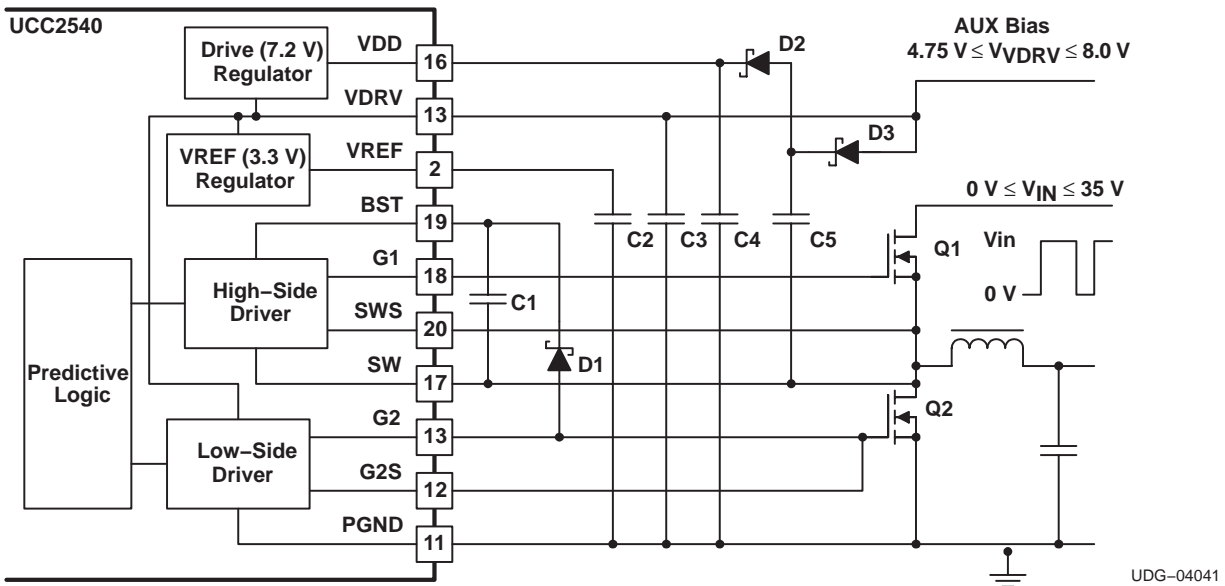 UCC2540
Drive (7.2 V)
Regulator
VREF (3.3 V)
Regulator
Predictive
Logic
High−Side
Driver
Low−Side
Driver
VDD
16
VDRV
13
VREF
2
BST
19
G1
18
SWS
20
SW
17
G2
13
G2S
12
PGND
11
C1
D1
C2
C3
C4
C5
D2
D3
AUX Bias
4.75 V ≤ VVDRV ≤ 8.0 V
0 V ≤ VIN ≤ 35 V
Q1
Vin
0 V
Q2
UDG−04041